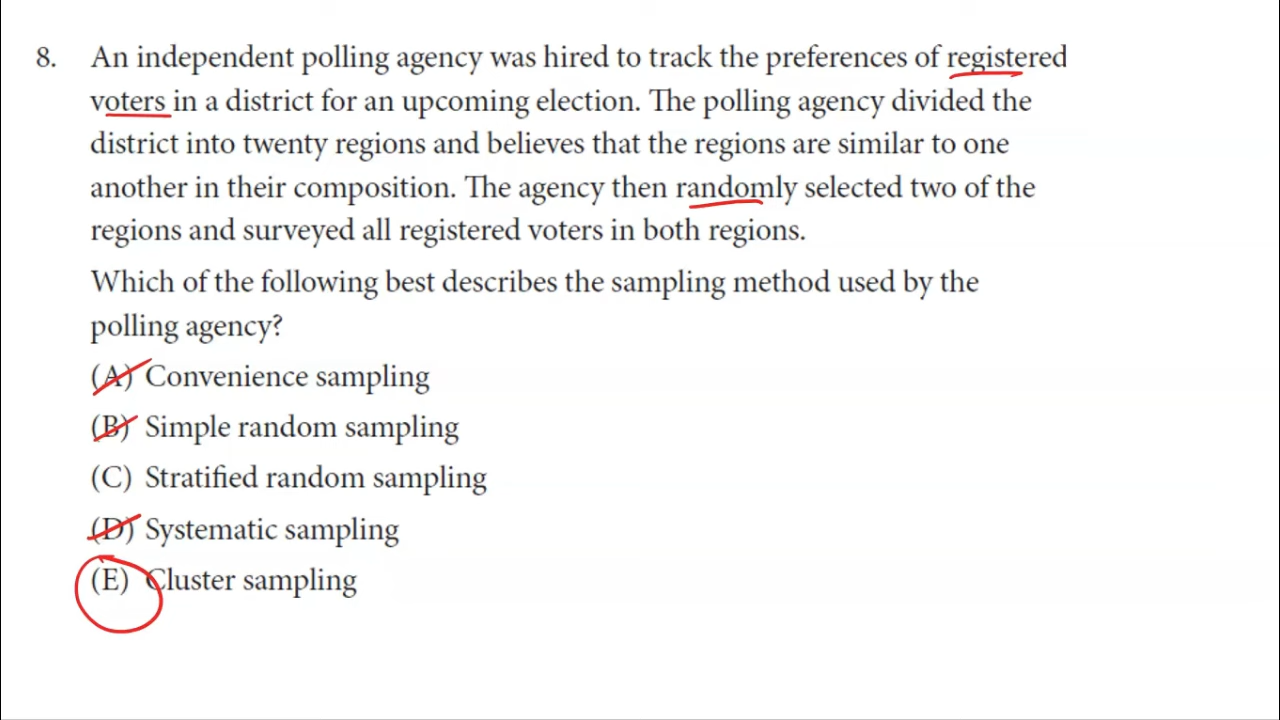 8. An independent polling agency was hired to track the preferences of registered
voters in a district for an upcoming election. The polling agency divided the
district into twenty regions and believes that the regions are similar to one
another in their composition. The agency then randomly selected two of the
regions and surveyed all registered voters in both regions.
Which of the following best describes the sampling method used by the
polling agency?
(A) Convenience sampling
(B) Simple random sampling
(C) Stratified random sampling
(D) Systematic sampling
(E) Cluster sampling